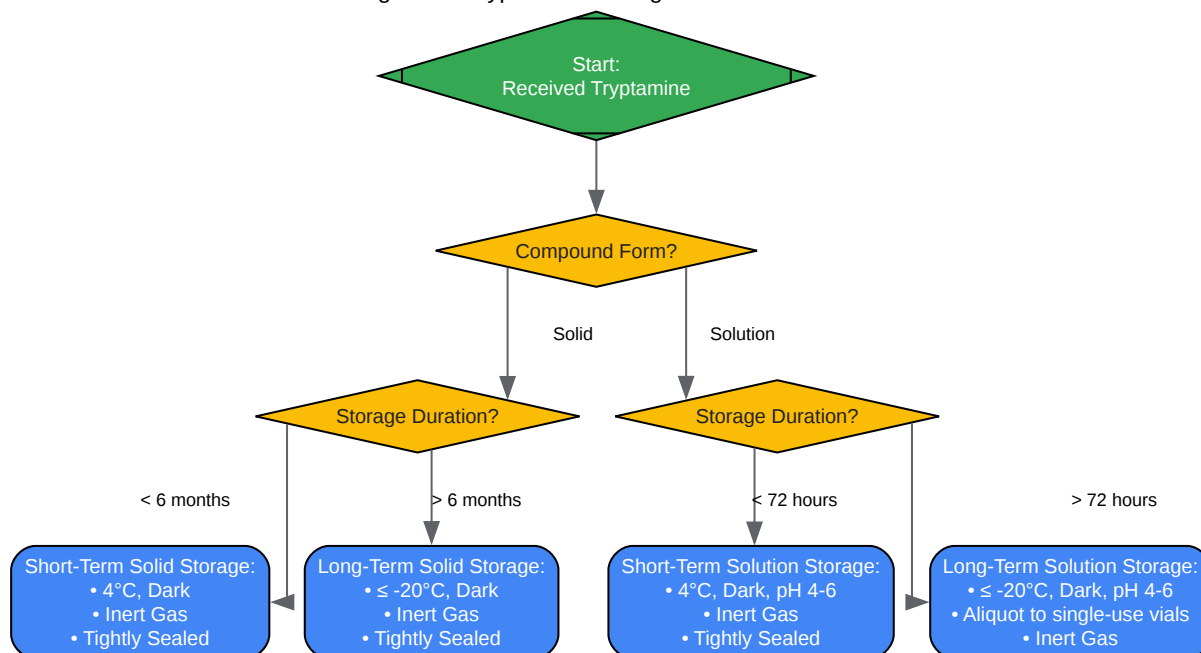 Start:
Received Tryptamine
Compound Form?
Solid
Solution
Storage Duration?
Storage Duration?
< 6 months
> 6 months
< 72 hours
> 72 hours
Short-Term Solid Storage:
• 4°C, Dark
• Inert Gas
• Tightly Sealed
Long-Term Solid Storage:
• ≤ -20°C, Dark
• Inert Gas
• Tightly Sealed
Short-Term Solution Storage:
• 4°C, Dark, pH 4-6
• Inert Gas
• Tightly Sealed
Long-Term Solution Storage:
• ≤ -20°C, Dark, pH 4-6
• Aliquot to single-use vials
• Inert Gas